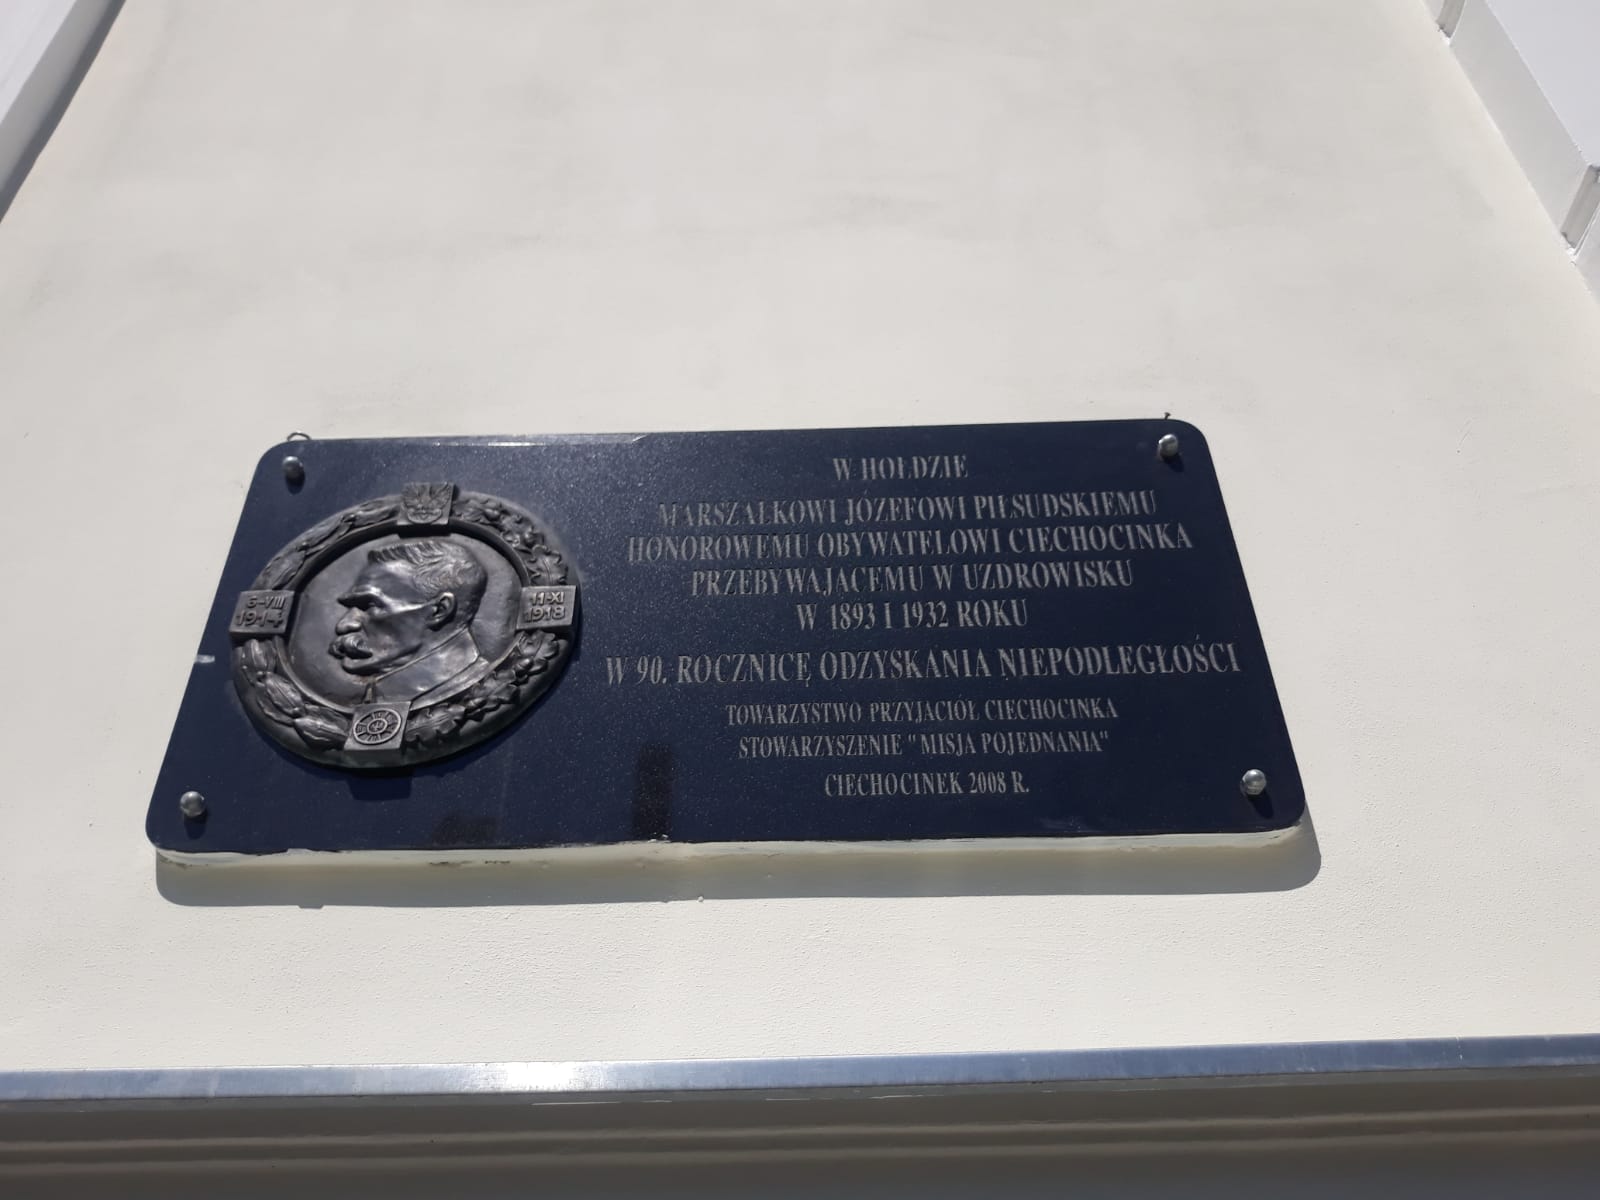 W HOŁDZIE
MARSZAŁKOWI JÓZEFOWI PIŁSUDSKIEMU
HONOROWEMU OBYWATELOWI CIECHOCINKA
PRZEBYWAJĄCEMU W UZDROWISKU
W 1893 I 1932 ROKU
W 90. ROCZNICĘ ODZYSKANIA NIEPODLEGŁOŚCI
TOWARZYSTWO PRZYJACIÓŁ CIECHOCINKA
STOWARZYSZENIE "MISJA POJEDNANIA"
CIECHOCINEK 2008 R.
6-VIII
1914
11-XI
1918